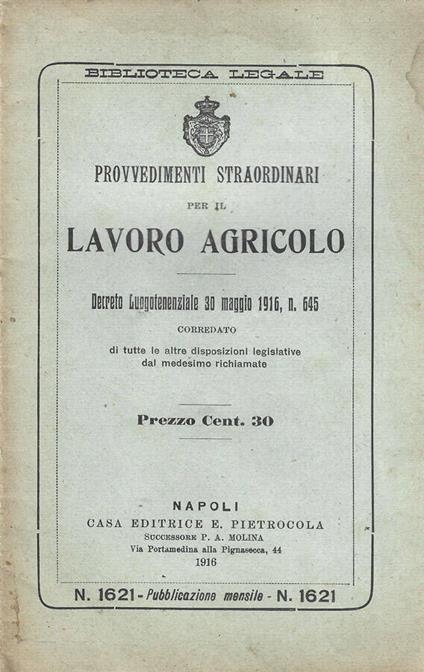 BIBLIOTECA LEGALE
PROVVEDIMENTI STRAORDINARI
PER IL
LAVORO AGRICOLO
Decreto Luogotenenziale 30 maggio 1916, n. 645
CORREDATO
di tutte le altre disposizioni legislative
dal medesimo richiamate
Prezzo Cent. 30
NAPOLI
CASA EDITRICE E. PIETROCOLA
SUCCESSORE P. A. MOLINA
Via Portamedina alla Pignasecca, 44
1916
N. 1621 - Pubblicazione mensile - N. 1621